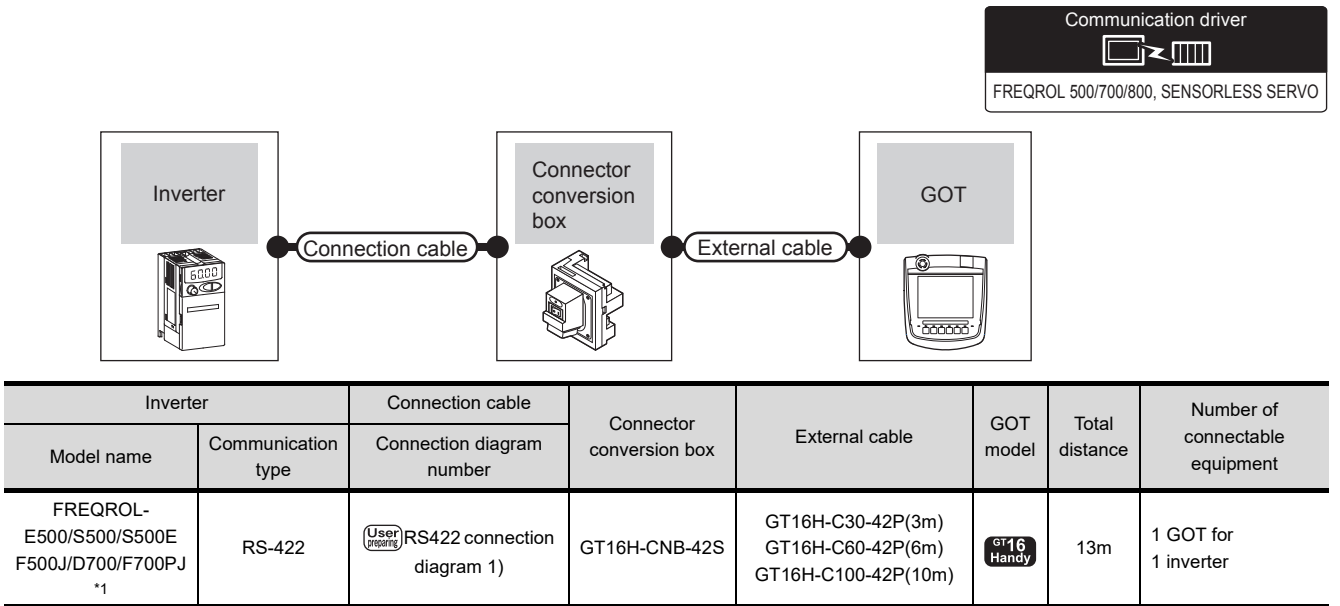 Communication driver
FREQROL 500/700/800, SENSORLESS SERVO
Inverter
Connector
conversion
box
GOT
Connection cable
External cable
60.00
Inverter
Connection cable
Connector
conversion box
External cable
GOT
model
Total
distance
Number of
connectable
equipment
Model name
Communication
type
Connection diagram
number
FREQROL-
E500/S500/S500E
F500J/D700/F700PJ
*1
RS-422
User
preparing
RS422 connection
diagram 1)
GT16H-CNB-42S
GT16H-C30-42P(3m)
GT16H-C60-42P(6m)
GT16H-C100-42P(10m)
GT16
Handy
13m
1 GOT for
1 inverter